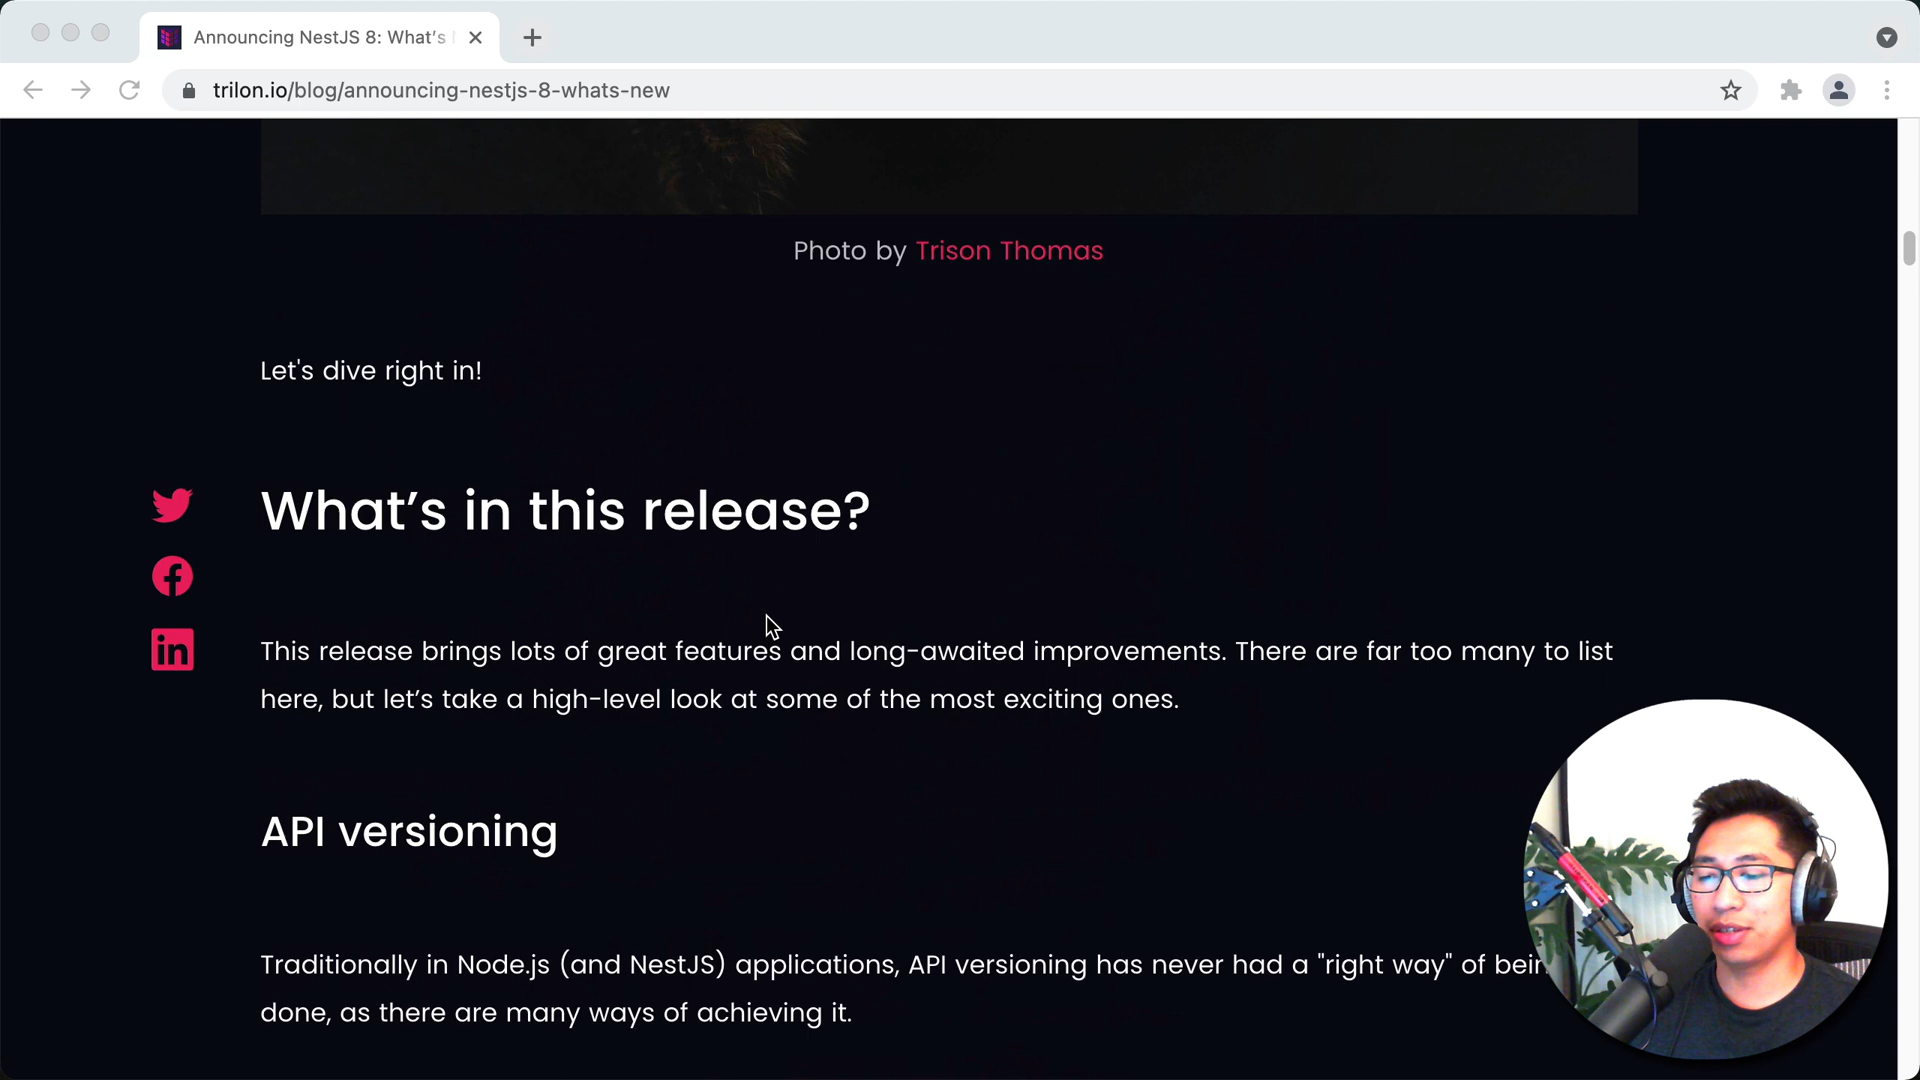 Announcing NestJS 8: What's
trilon.io/blog/announcing-nestjs-8-whats-new
Photo by Trison Thomas
Let's dive right in!
What's in this release?
This release brings lots of great features and long-awaited improvements. There are far too many to list
here, but let's take a high-level look at some of the most exciting ones.
API versioning
Traditionally in Node.js (and NestJS) applications, API versioning has never had a "right way" of
done, as there are many ways of achieving it.